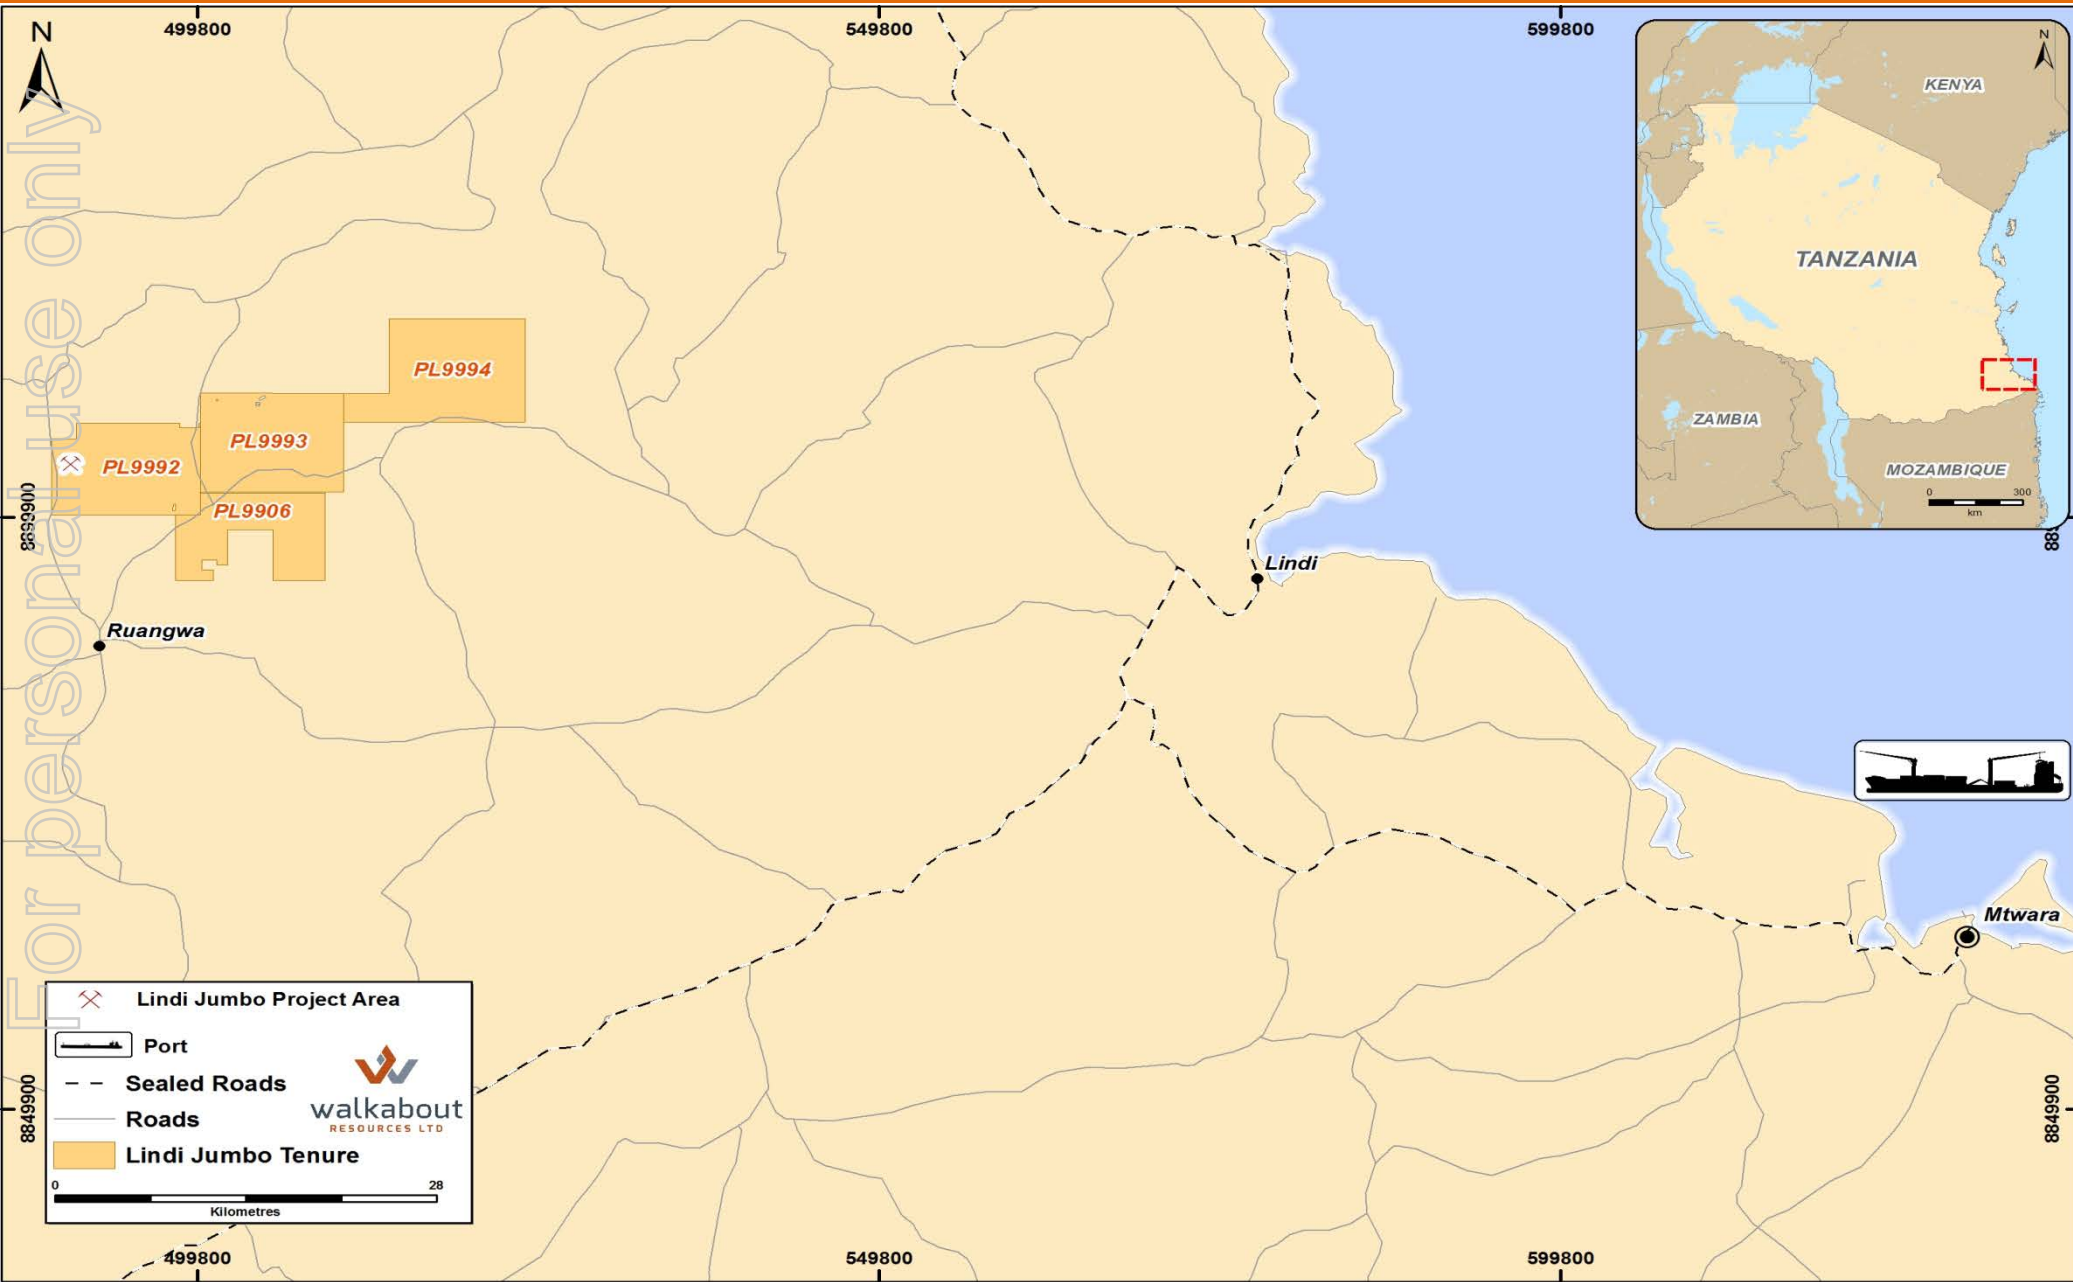 499800
549800
599800
N
N
KENYA
TANZANIA
ZAMBIA
MOZAMBIQUE
0
300
km
For personal use only
PL9994
PL9993
PL9992
PL9906
8899900
88
Lindi
Ruangwa
Mtwara
Lindi Jumbo Project Area
Port
Sealed Roads
Roads
Lindi Jumbo Tenure
walkabout
RESOURCES LTD
0
28
Kilometres
8849900
8849900
499800
549800
599800